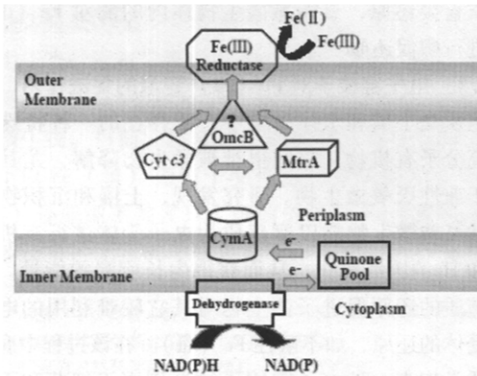 Fe(II)
Fe(III)
Fe(III)
Reductase
Outer
Membrane
?
OmcB
Cyt c3
MtrA
CymA
Periplasm
e-
Inner Membrane
e-
Quinone
Pool
Dehydrogenase
Cytoplasm
NAD(P)H
NAD(P)